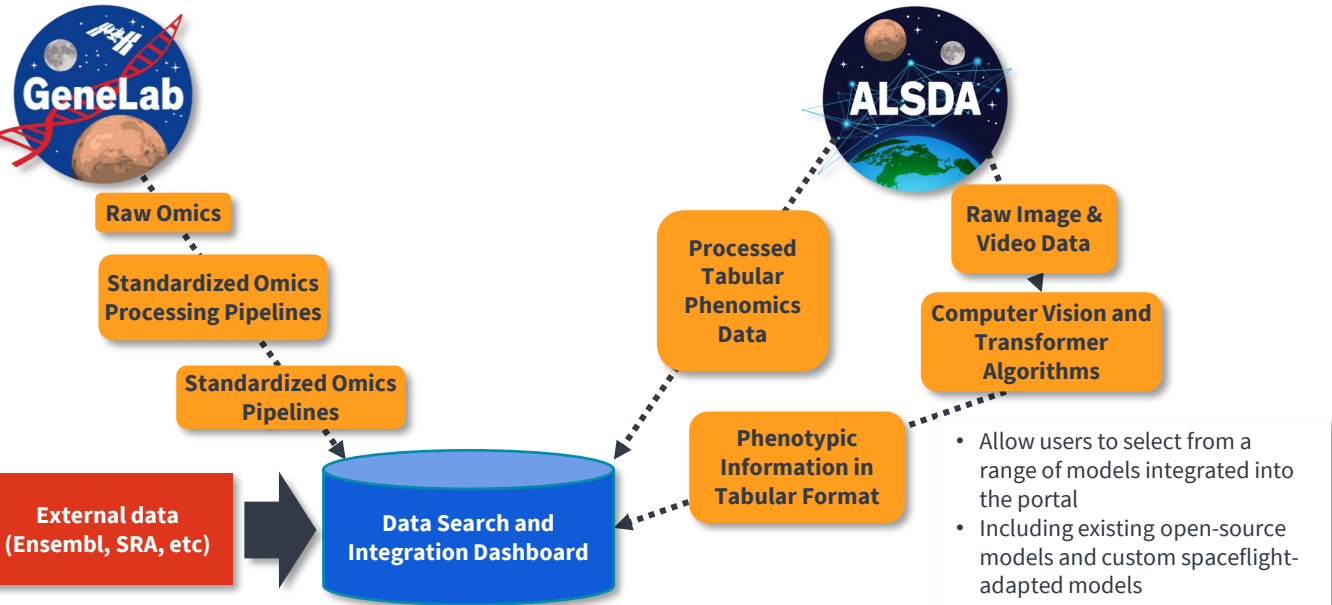 GeneLab
ALSDA
Raw Omics
Standardized Omics
Processing Pipelines
Standardized Omics
Pipelines
Processed
Tabular
Phenomics
Data
Raw Image &
Video Data
Computer Vision and
Transformer
Algorithms
Phenotypic
Information in
Tabular Format
External data
(Ensembl, SRA, etc)
Data Search and
Integration Dashboard
• Allow users to select from a
range of models integrated into
the portal
• Including existing open-source
models and custom spaceflight-
adapted models